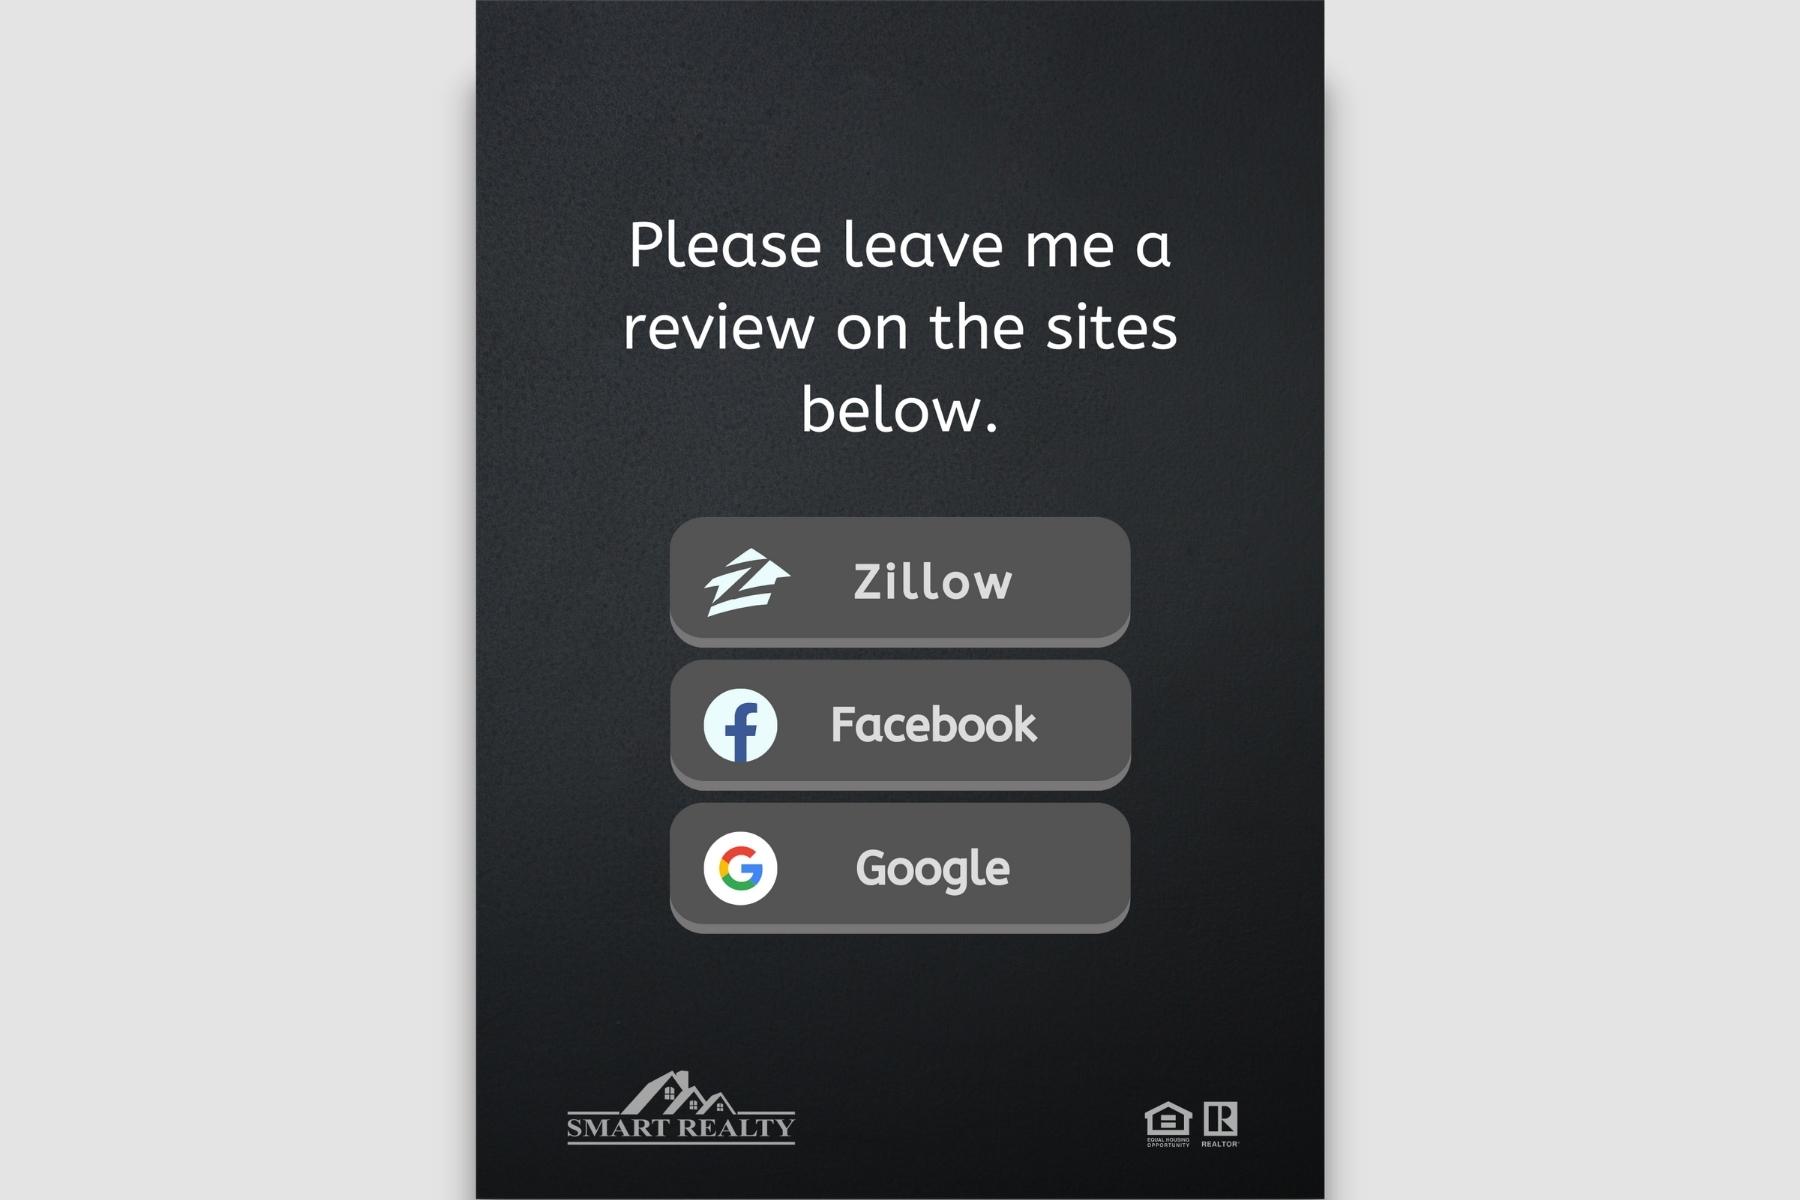 Please leave me a
review on the sites
below.
Zillow
Facebook
Google
SMART REALTY
EQUAL HOUSING
OPPORTUNITY
REALTOR